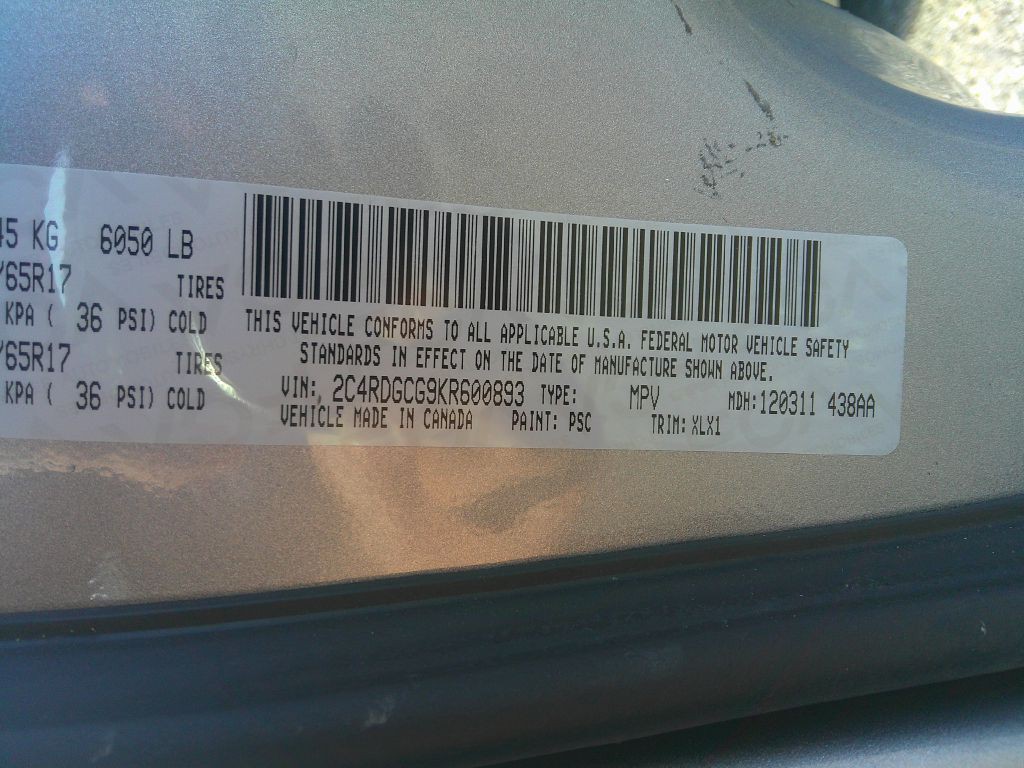 45 KG 6050 LB
/65R17 TIRES
KPA ( 36 PSI) COLD
/65R17 TIRES
KPA ( 36 PSI) COLD
THIS VEHICLE CONFORMS TO ALL APPLICABLE U.S.A. FEDERAL MOTOR VEHICLE SAFETY
STANDARDS IN EFFECT ON THE DATE OF MANUFACTURE SHOWN ABOVE.
VIN: 2C4RDGCG9KR600893 TYPE: MPV MDH:120311 438AA
VEHICLE MADE IN CANADA PAINT: PSC TRIM: XLX1